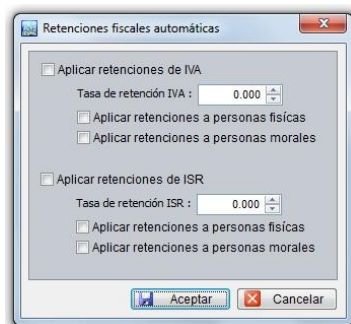 Retenciones fiscales automáticas
Aplicar retenciones de IVA
Tasa de retención IVA : 0.000
Aplicar retenciones a personas físicas
Aplicar retenciones a personas morales
Aplicar retenciones de ISR
Tasa de retención ISR : 0.000
Aplicar retenciones a personas físicas
Aplicar retenciones a personas morales
Aceptar Cancelar